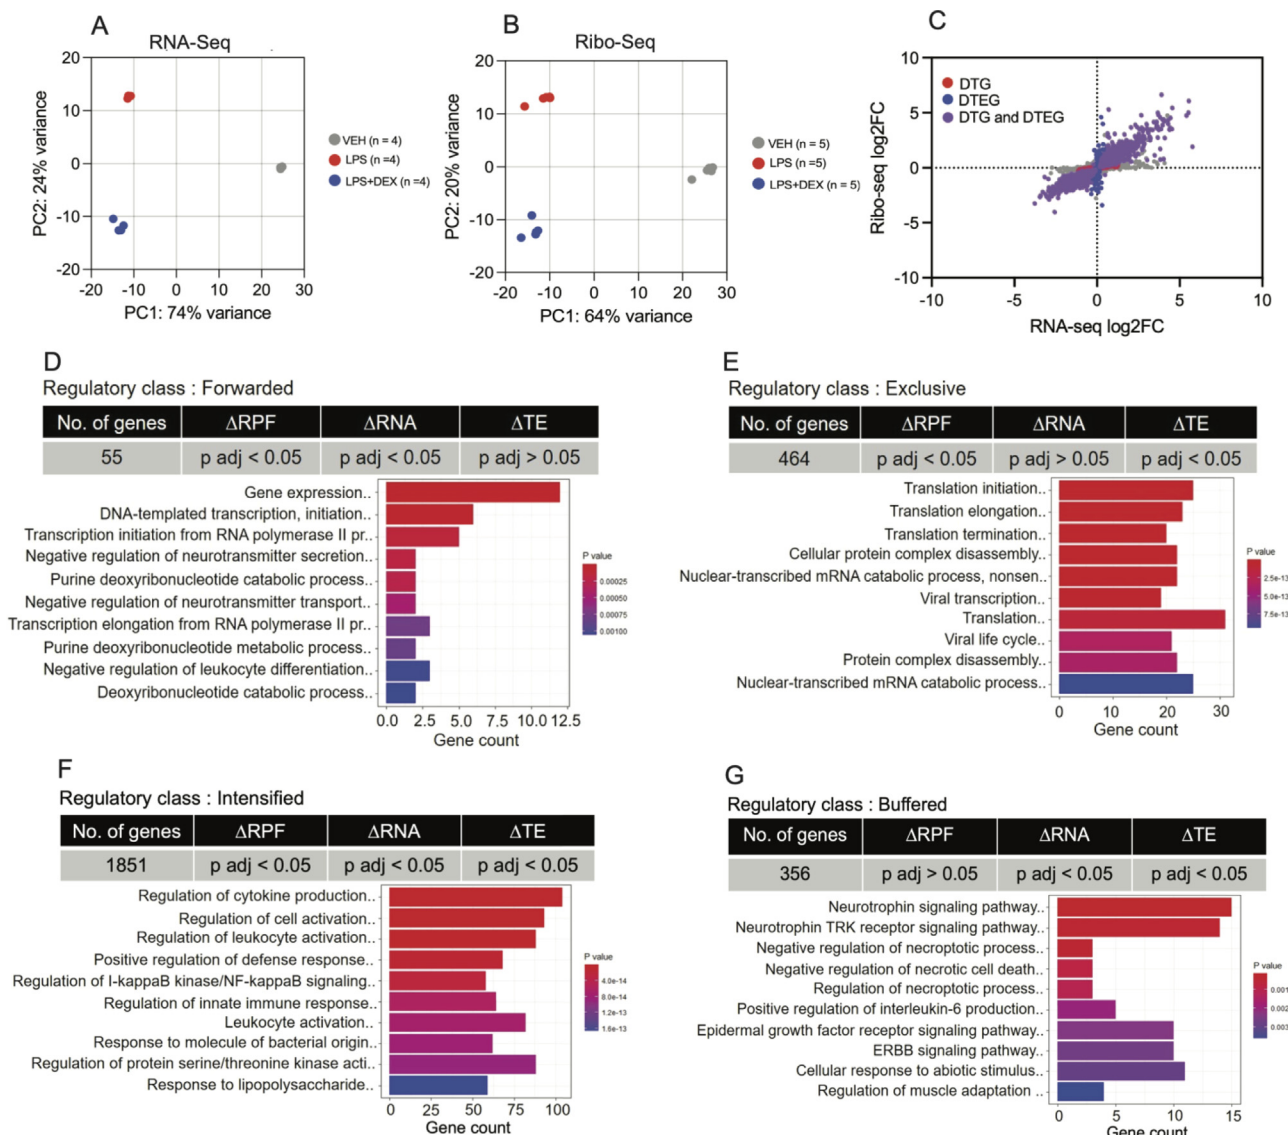 A
RNA-Seq
20
10
0
-10
-20
PC2: 24% variance
-20
-10
0
10
20
30
PC1: 74% variance
VEH (n = 4)
LPS (n =4)
LPS+DEX (n =4)
B
Ribo-Seq
20
10
0
-10
-20
PC2: 20% variance
-20
-10
0
10
20
30
PC1: 64% variance
VEH (n = 5)
LPS (n =5)
LPS+DEX (n = 5)
C
10
5
0
-5
-10
Ribo-seq log2FC
DTG
DTEG
DTG and DTEG
-10
-5
0
5
10
RNA-seq log2FC
D
Regulatory class : Forwarded
No. of genes ΔRPF ΔRNA ΔTE
55 p adj < 0.05 p adj < 0.05 p adj > 0.05
Gene expression..
DNA-templated transcription, initiation..
Transcription initiation from RNA polymerase II pr..
Negative regulation of neurotransmitter secretion..
Purine deoxyribonucleotide catabolic process..
Negative regulation of neurotransmitter transport..
Transcription elongation from RNA polymerase II pr..
Purine deoxyribonucleotide metabolic process..
Negative regulation of leukocyte differentiation..
Deoxyribonucleotide catabolic process..
0.0 2.5 5.0 7.5 10.0 12.5
Gene count
P value
0.00025
0.00050
0.00075
0.00100
E
Regulatory class : Exclusive
No. of genes ΔRPF ΔRNA ΔTE
464 p adj < 0.05 p adj > 0.05 p adj < 0.05
Translation initiation..
Translation elongation..
Translation termination..
Cellular protein complex disassembly..
Nuclear-transcribed mRNA catabolic process, nonsen..
Viral transcription..
Translation..
Viral life cycle..
Protein complex disassembly..
Nuclear-transcribed mRNA catabolic process..
0 10 20 30
Gene count
P value
2.5e-13
5.0e-13
7.5e-13
F
Regulatory class : Intensified
No. of genes ΔRPF ΔRNA ΔTE
1851 p adj < 0.05 p adj < 0.05 p adj < 0.05
Regulation of cytokine production..
Regulation of cell activation..
Regulation of leukocyte activation..
Positive regulation of defense response..
Regulation of I-kappaB kinase/NF-kappaB signaling..
Regulation of innate immune response..
Leukocyte activation..
Response to molecule of bacterial origin..
Regulation of protein serine/threonine kinase acti..
Response to lipopolysaccharide..
0 25 50 75 100
Gene count
P value
4.0e-14
8.0e-14
1.2e-13
1.6e-13
G
Regulatory class : Buffered
No. of genes ΔRPF ΔRNA ΔTE
356 p adj > 0.05 p adj < 0.05 p adj < 0.05
Neurotrophin signaling pathway..
Neurotrophin TRK receptor signaling pathway..
Negative regulation of necroptotic process..
Negative regulation of necrotic cell death..
Regulation of necroptotic process..
Positive regulation of interleukin-6 production..
Epidermal growth factor receptor signaling pathway..
ERBB signaling pathway..
Cellular response to abiotic stimulus..
Regulation of muscle adaptation ..
0 5 10 15
Gene count
P value
0.001
0.002
0.003